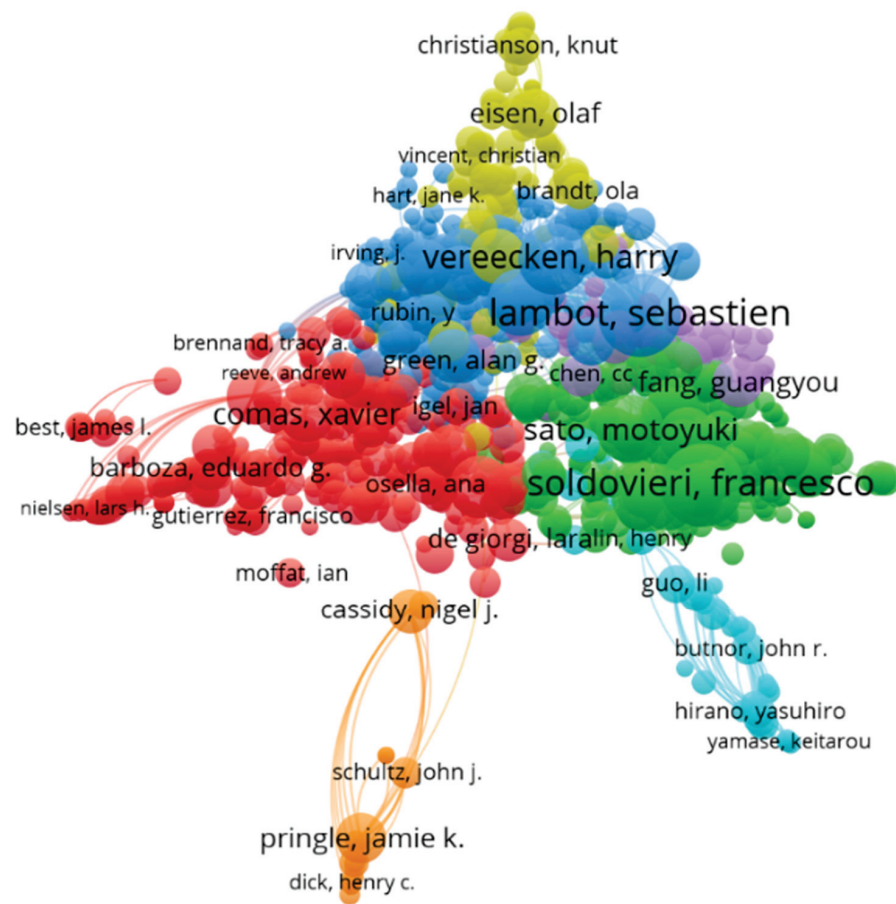 christianson, knut
eisen, olaf
vincent, christian
hart, jane k.
brandt, ola
irving, j.
vereecken, harry
rubin, y
lambot, sebastien
brennand, tracy a.
green, alan g.
reeve, andrew
chen, cc
fang, guangyou
comas, xavier
igel, jan
best, james l.
sato, motoyuki
barboza, eduardo g.
osella, ana
soldovieri, francesco
nielsen, lars h.
gutierrez, francisco
de giorgi, lara
lin, henry
moffat, ian
guo, li
cassidy, nigel j.
butnor, john r.
hirano, yasuhiro
yamase, keitarou
schultz, john j.
pringle, jamie k.
dick, henry c.